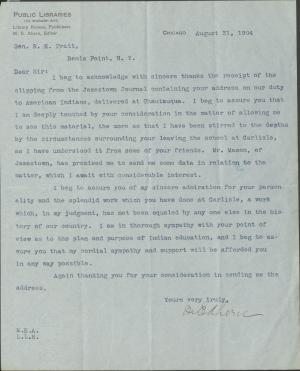 PUBLIC LIBRARIES
Library Bureau, Publishers
CHICAGO August 31, 1904
Gen. R. H. Pratt,
Bemis Point, N. Y.
Dear Sir:
I beg to acknowledge with sincere thanks the receipt of the
clipping from the Jamestown Journal containing your address on our duty
to American Indians, delivered at Chautauqua. I beg to assure you that
I am deeply touched by your consideration in the matter of allowing me
to see this material, the more so that I have been stirred to the depths
by the circumstances surrounding your leaving the school at Carlisle,
as I have understood it from some of your friends. Mr. Mason, of
Jamestown, has promised me to send me some data in relation to the
matter, which I await with considerable interest.
I beg to assure you of my sincere admiration for your person-
ality and the splendid work which you have done at Carlisle, a work
which, in my judgment, has not been equaled by any one else in the his-
tory of our country. I am in thorough sympathy with your point of
view as to the plan and purpose of Indian education, and I beg to as-
sure you that my cordial sympathy and support will be afforded you
in any way possible.
Again thanking you for your consideration in sending me the
address,
Yours very truly,
M.E.A.
L.L.M.